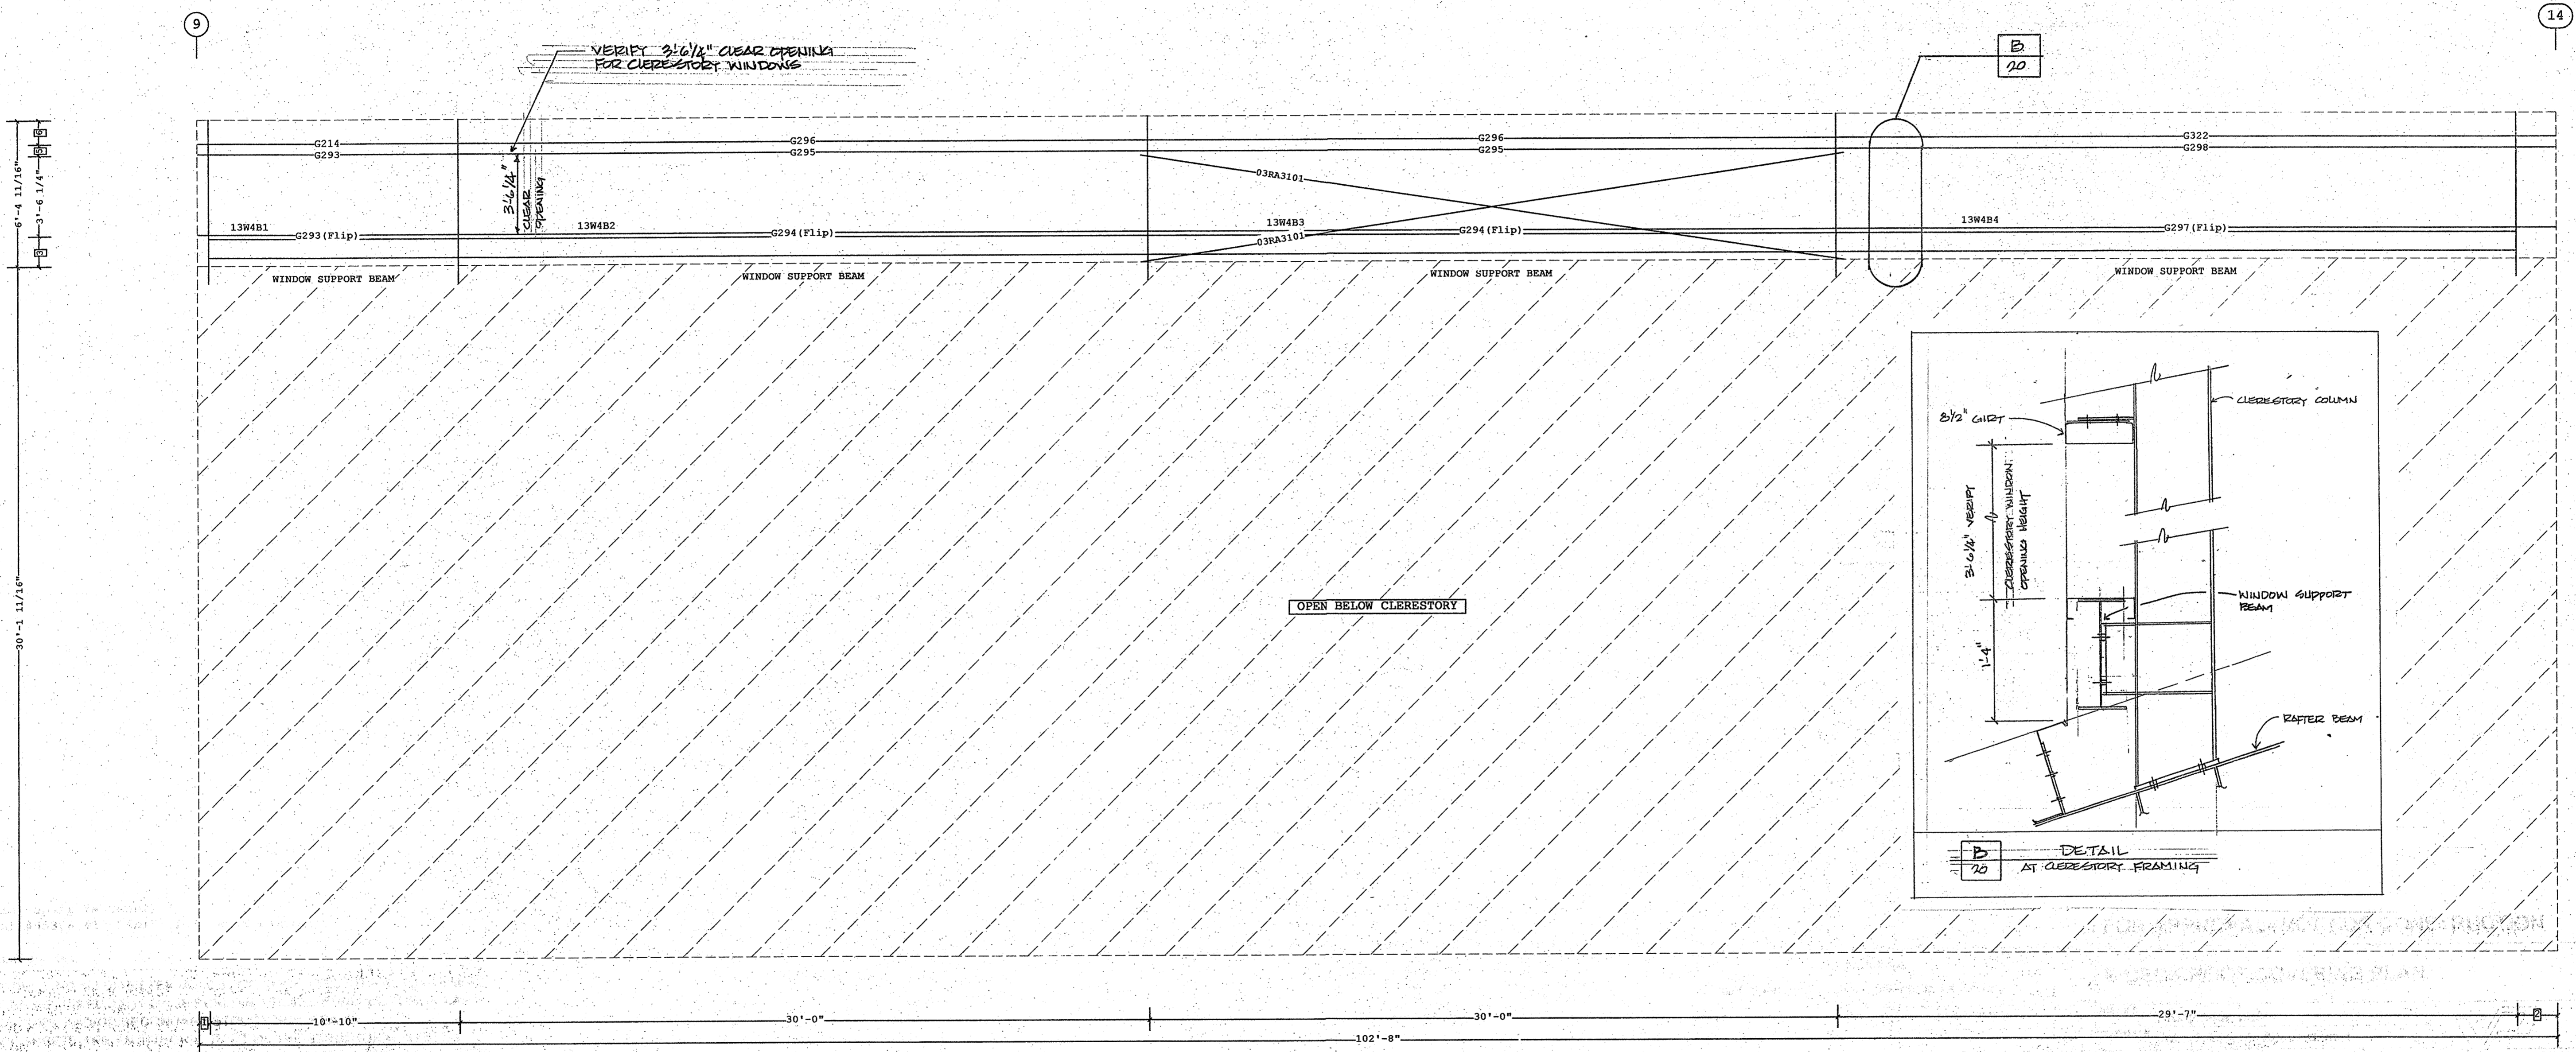 9
14
VERIFY 3'-6 1/4" CLEAR OPENING
FOR CLERESTORY WINDOWS
B
20
G214
G296
G296
G322
G293
G295
G295
G298
6
5
3
6'-4 11/16"
3'-6 1/4"
3'-6 1/4"
CLEAR
OPENING
03RA3101
13W4B1
13W4B2
13W4B3
13W4B4
G293(Flip)
G294(Flip)
03RA3101
G294(Flip)
G297(Flip)
WINDOW SUPPORT BEAM
WINDOW SUPPORT BEAM
WINDOW SUPPORT BEAM
WINDOW SUPPORT BEAM
30'-1 11/16"
OPEN BELOW CLERESTORY
8 1/2" GIRT
CLERESTORY COLUMN
3'-6 1/4" VERIFY
CLERESTORY WINDOW
OPENING HEIGHT
WINDOW SUPPORT
BEAM
1'-4"
RAFTER BEAM
B
20
DETAIL
AT CLERESTORY FRAMING
1
10'-10"
30'-0"
30'-0"
29'-7"
2
102'-8"